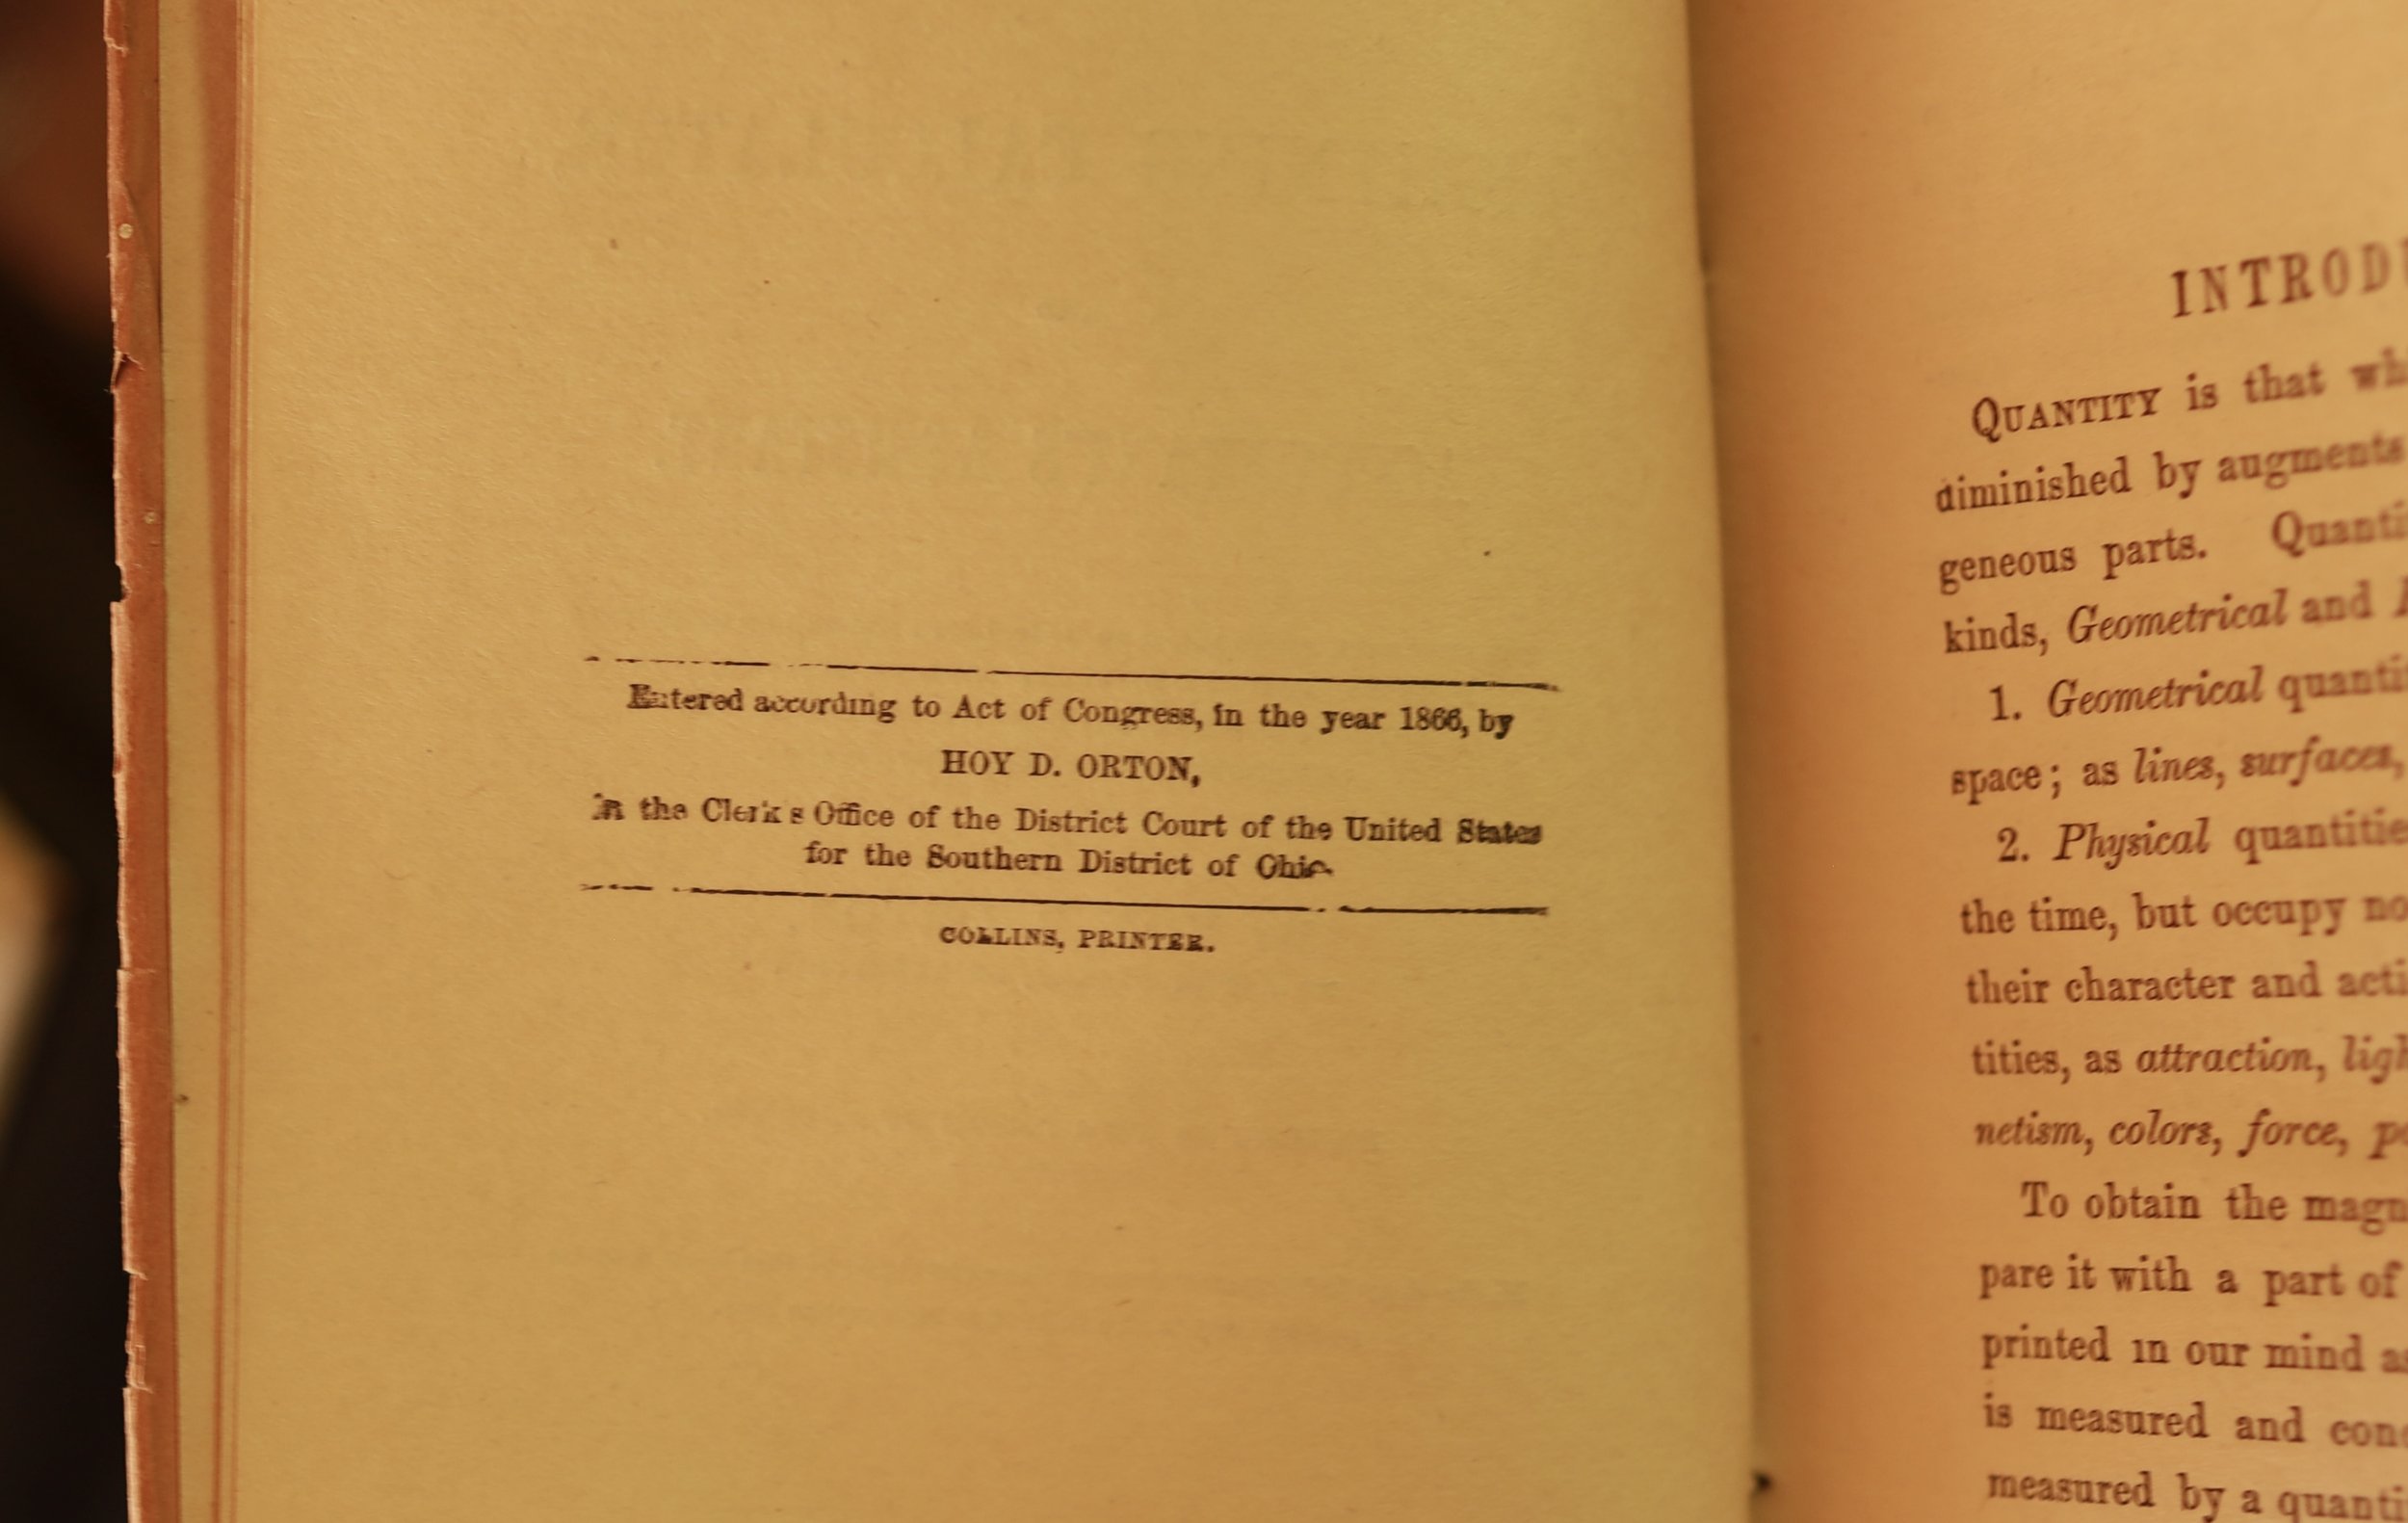 Entered according to Act of Congress, in the year 1866, by
HOY D. ORTON,
In the Clerk's Office of the District Court of the United States
for the Southern District of Ohio.
COLLINS, PRINTER.
INTROD
QUANTITY is that wh
diminished by augments
geneous parts. Quanti
kinds, Geometrical and
1. Geometrical quanti
space; as lines, surfaces,
2. Physical quantitie
the time, but occupy no
their character and acti
tities, as attraction, ligh
netism, colors, force, po
To obtain the magn
pare it with a part of
printed in our mind as
is measured and conc
measured by a quanti